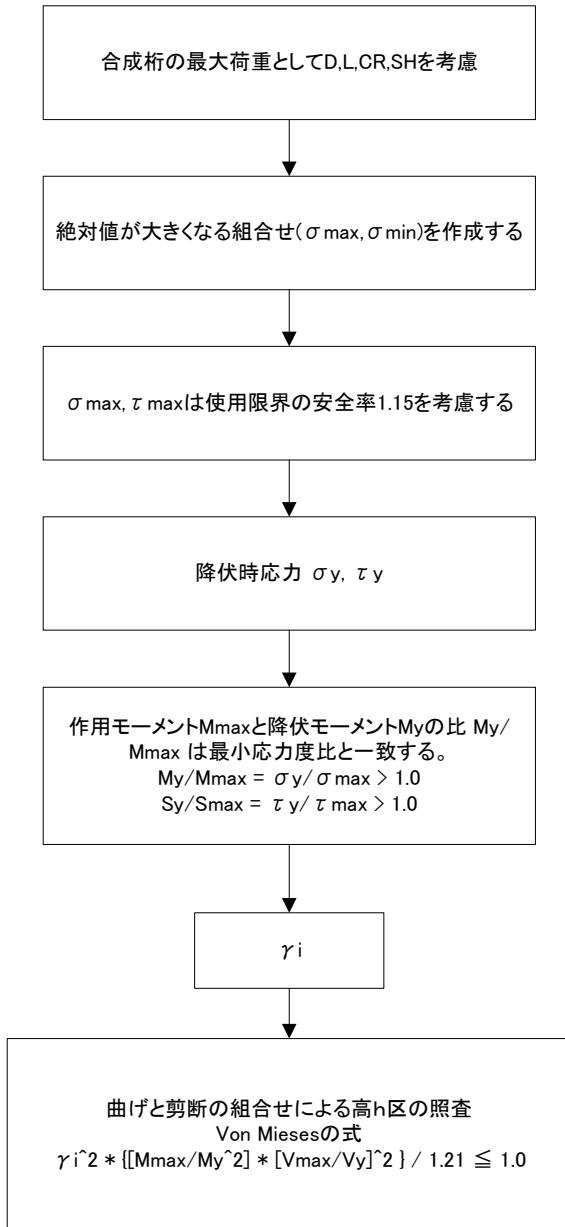 合成桁の最大荷重としてD,L,CR,SHを考慮
絶対値が大きくなる組合せ(σmax,σmin)を作成する
σmax,τmaxは使用限界の安全率1.15を考慮する
降伏時応力 σy, τy
作用モーメントMmaxと降伏モーメントMyの比 My/
Mmax は最小応力度比と一致する。
My/Mmax = σy/σmax > 1.0
Sy/Smax = τy/τmax > 1.0
γi
曲げと剪断の組合せによる高h区の照査
Von Misesの式
γi^2 * {[Mmax/My^2] * [Vmax/Vy]^2 } / 1.21 ≦ 1.0